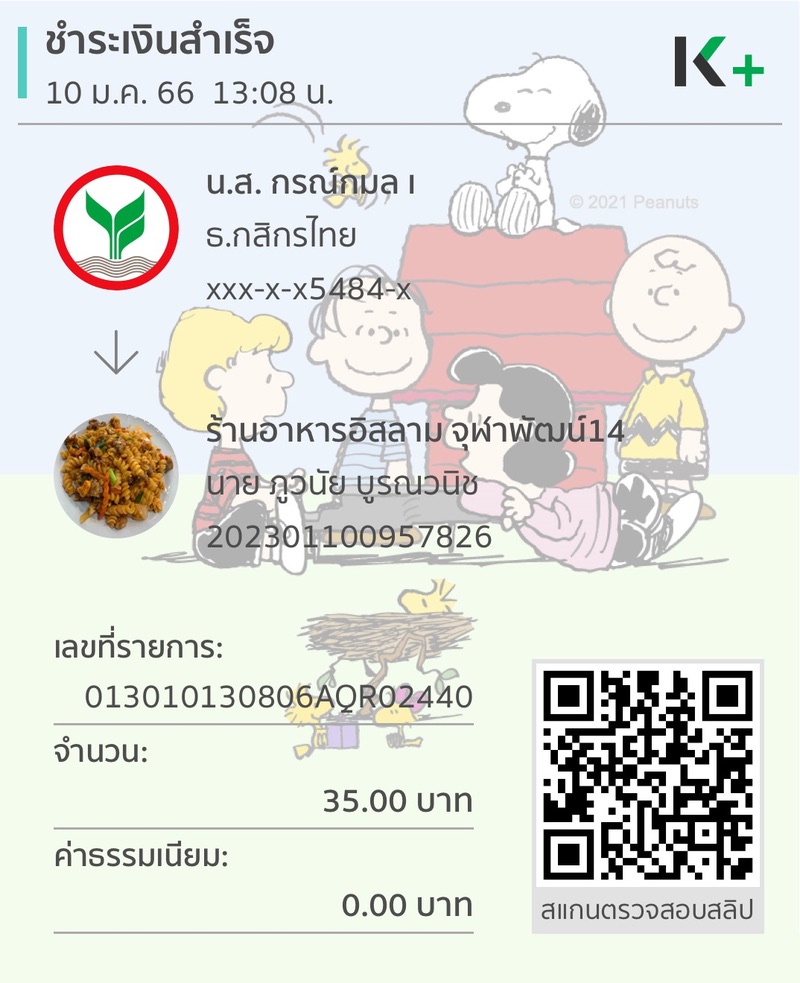 ชำระเงินสำเร็จ
10 ม.ค. 66 13:08 น.
K+
© 2021 Peanuts
น.ส. กรณ์กมล เ
ธ.กสิกรไทย
xxx-x-x5484-x
ร้านอาหารอิสลาม จุฬาพัฒน์14
นาย ภูวนัย บูรณวนิช
202301100957826
เลขที่รายการ:
013010130806AQR02440
จำนวน:
35.00 บาท
ค่าธรรมเนียม:
0.00 บาท
สแกนตรวจสอบสลิป